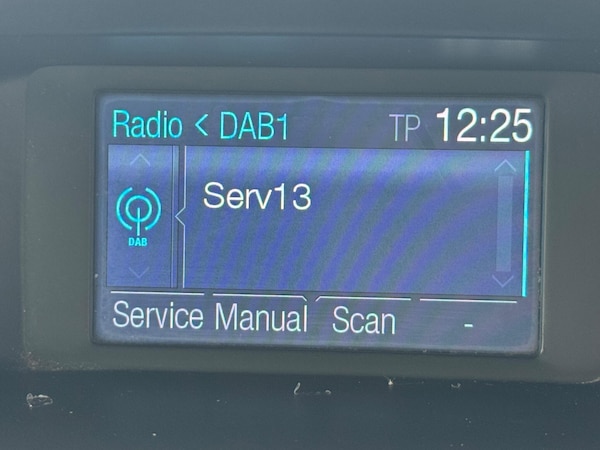 Radio < DAB1 TP 12:25
Serv13
DAB
Service Manual Scan -